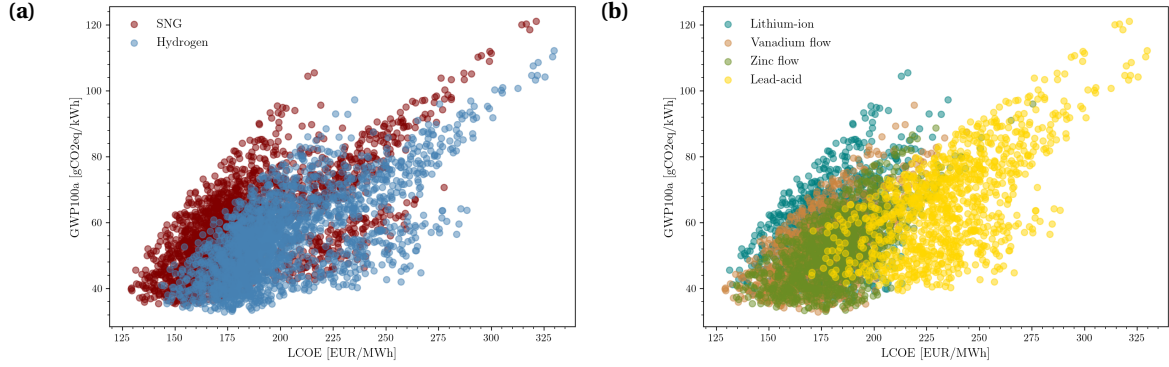 (a)
SNG
Hydrogen
120
100
80
60
40
GWP100a [gCO2eq/kWh]
125 150 175 200 225 250 275 300 325
LCOE [EUR/MWh]
(b)
Lithium-ion
Vanadium flow
Zinc flow
Lead-acid
120
100
80
60
40
GWP100a [gCO2eq/kWh]
125 150 175 200 225 250 275 300 325
LCOE [EUR/MWh]